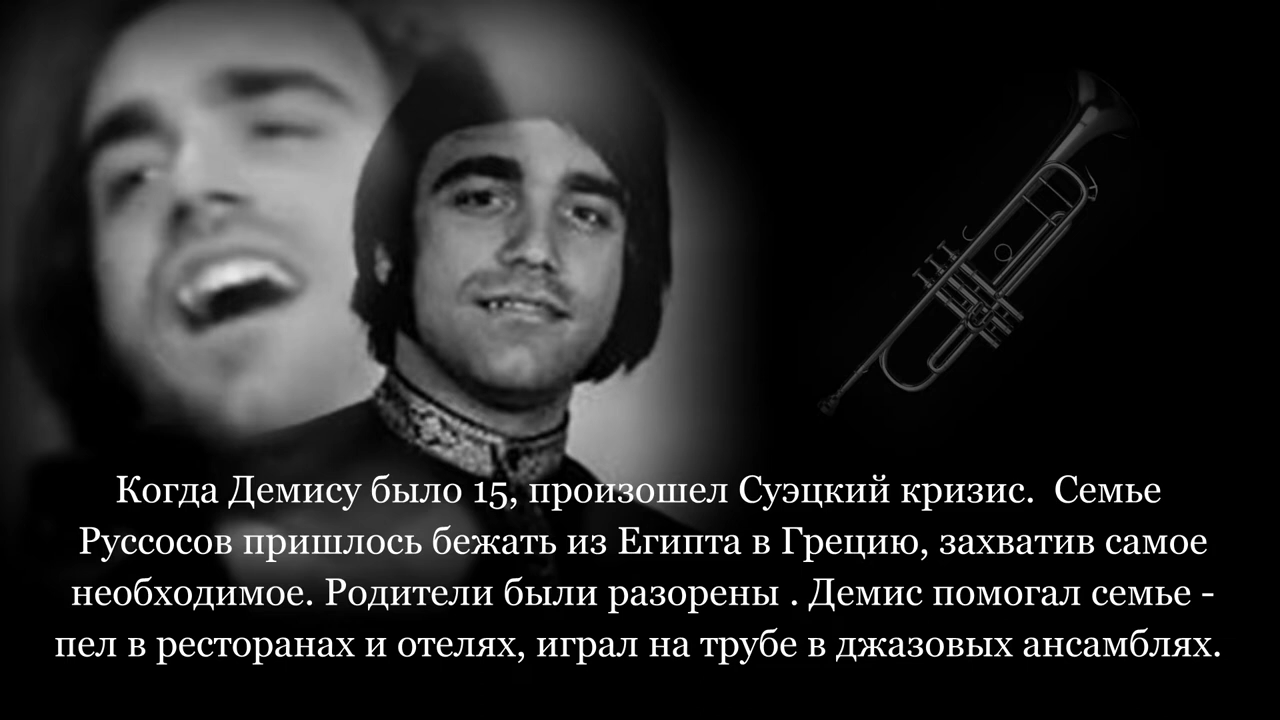 Когда Демису было 15, произошел Суэцкий кризис.  Семье
Руссосов пришлось бежать из Египта в Грецию, захватив самое
необходимое. Родители были разорены . Демис помогал семье -
пел в ресторанах и отелях, играл на трубе в джазовых ансамблях.